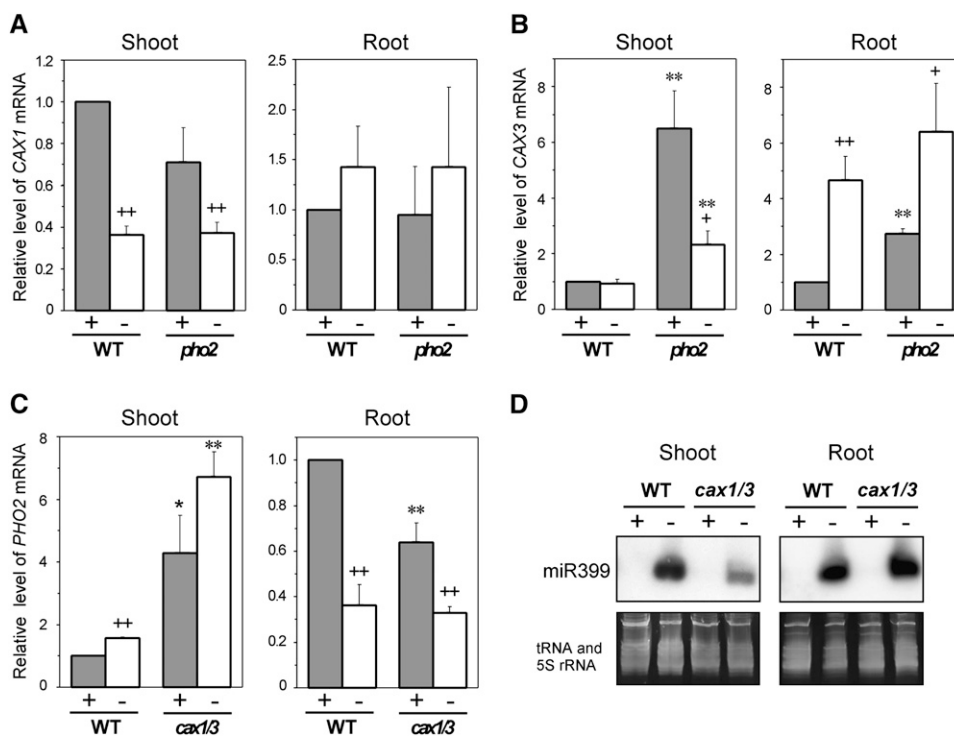 A
Shoot
Root
Relative level of CAX1 mRNA
1.2
1.0
0.8
0.6
0.4
0.2
0
++
++
+ - + -
WT pho2
2.5
2.0
1.5
1.0
0.5
0
+ - + -
WT pho2
B
Shoot
Root
Relative level of CAX3 mRNA
8
6
4
2
0
**
**
+
+ - + -
WT pho2
8
6
4
2
0
++
**
+
+ - + -
WT pho2
C
Shoot
Root
Relative level of PHO2 mRNA
8
6
4
2
0
++
*
**
+ - + -
WT cax1/3
1.0
0.8
0.6
0.4
0.2
0
++
**
++
+ - + -
WT cax1/3
D
Shoot
Root
WT cax1/3
WT cax1/3
+ - + -
+ - + -
miR399
tRNA and
5S rRNA